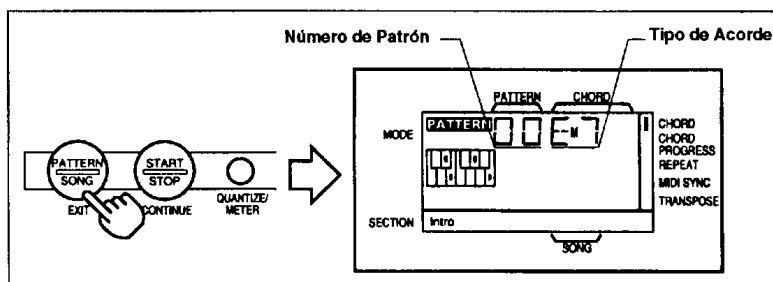 Número de Patrón
Tipo de Acorde
PATTERN CHORD
MODE
PATTERN
--M
CHORD
CHORD
PROGRESS
REPEAT
MIDI SYNC
TRANSPOSE
SECTION
Intro
SONG
PATTERN
SONG
EXIT
START
STOP
CONTINUE
QUANTIZE/
METER